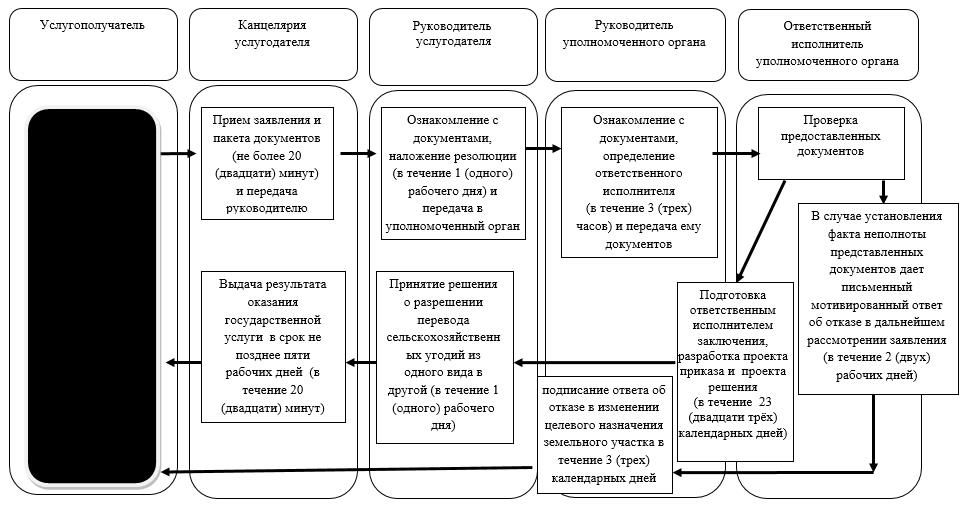 Услугополучатель
Канцелярия
услугодателя
Руководитель
услугодателя
Руководитель
уполномоченного органа
Ответственный
исполнитель
уполномоченного органа
Прием заявления и
пакета документов
(не более 20
(двадцати) минут)
и передача
руководителю
Ознакомление с
документами,
наложение резолюции
(в течение 1 (одного)
рабочего дня) и
передача в
уполномоченный орган
Ознакомление с
документами,
определение
ответственного
исполнителя
(в течение 3 (трех)
часов) и передача ему
документов
Проверка
предоставленных
документов
В случае установления
факта неполноты
представленных
документов дает
письменный
мотивированный ответ
об отказе в дальнейшем
рассмотрении заявления
(в течение 2 (двух)
рабочих дней)
Выдача результата
оказания
государственной
услуги в срок не
позднее пяти
рабочих дней (в
течение 20
(двадцати) минут)
Принятие решения
о разрешении
перевода
сельскохозяйствен
ных угодий из
одного вида в
другой (в течение 1
(одного) рабочего
дня)
Подготовка
ответственным
исполнителем
заключения,
разработка проекта
приказа и проекта
решения
(в течение 23
(двадцати трёх)
календарных дней)
подписание ответа об
отказе в изменении
целевого назначения
земельного участка в
течение 3 (трех)
календарных дней